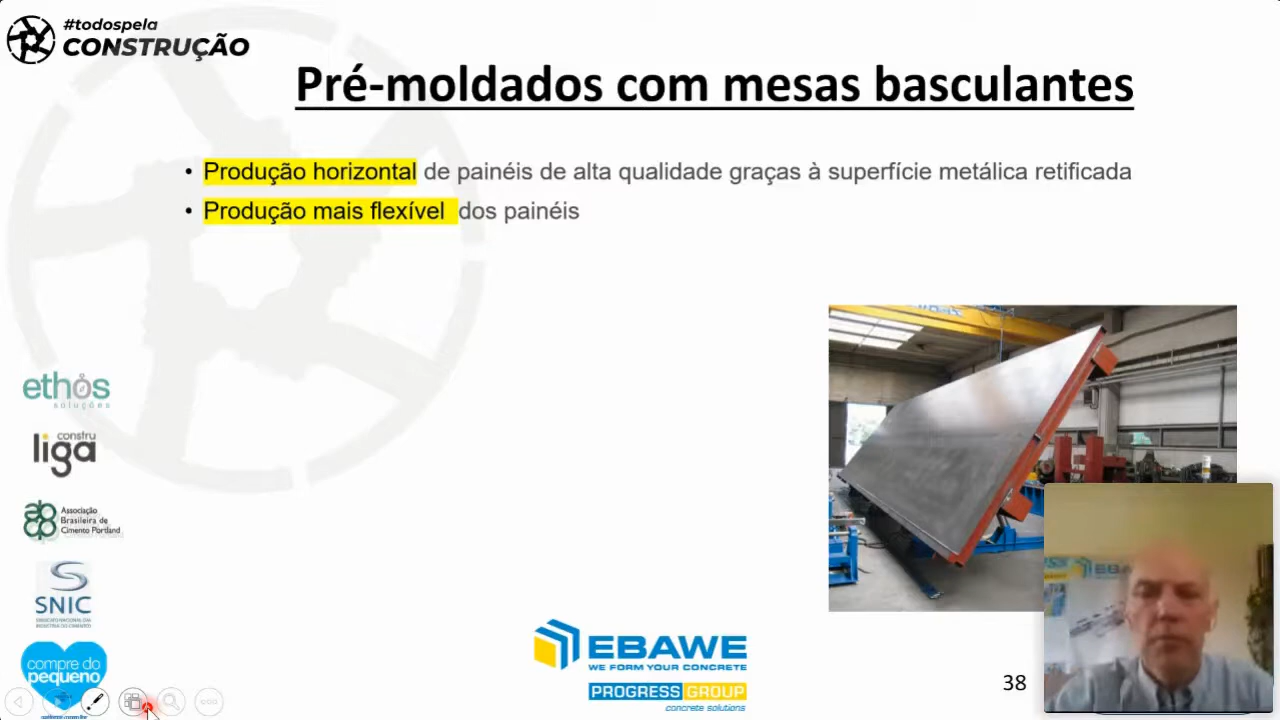 #todospela
CONSTRUÇÃO
Pré-moldados com mesas basculantes
• Produção horizontal de painéis de alta qualidade graças à superfície metálica retificada
• Produção mais flexível dos painéis
ethos
soluções
constru
liga
Associação
Brasileira de
Cimento Portland
SNIC
compre do
pequeno
EBAWE
WE FORM YOUR CONCRETE
PROGRESS GROUP
concrete solutions
38